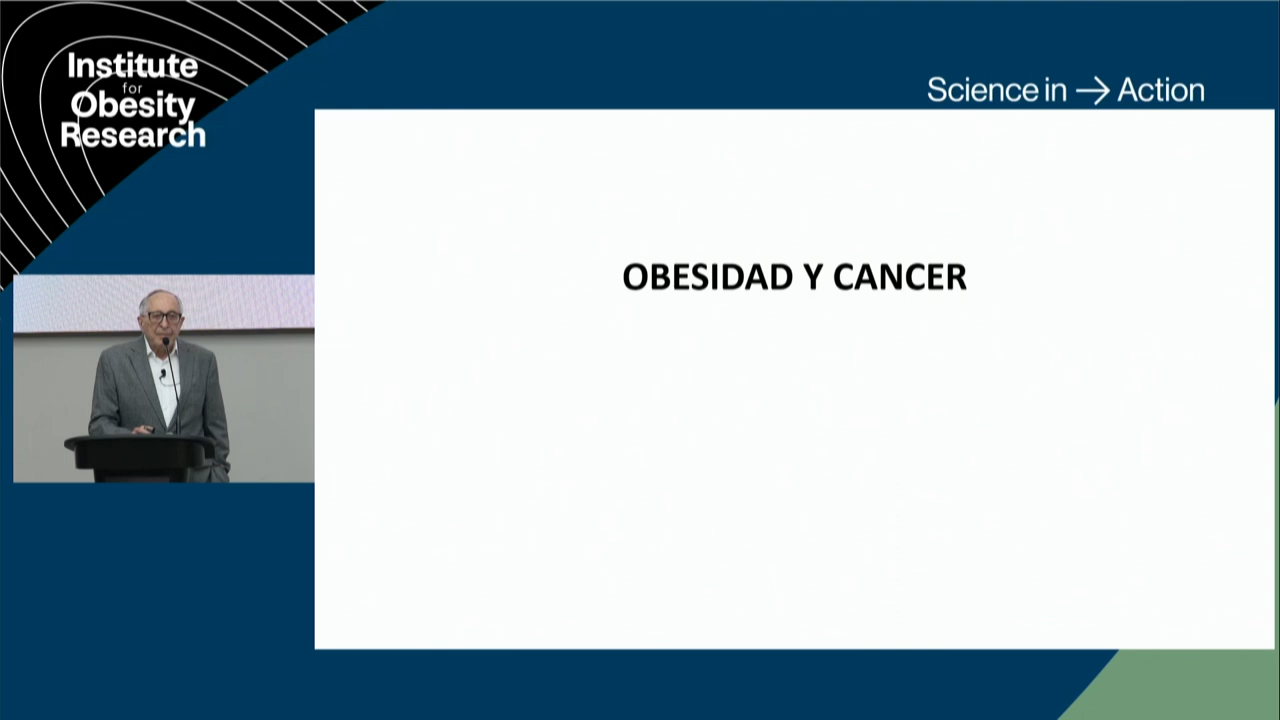 Institute
for
Obesity
Research
Science in → Action
OBESIDAD Y CANCER